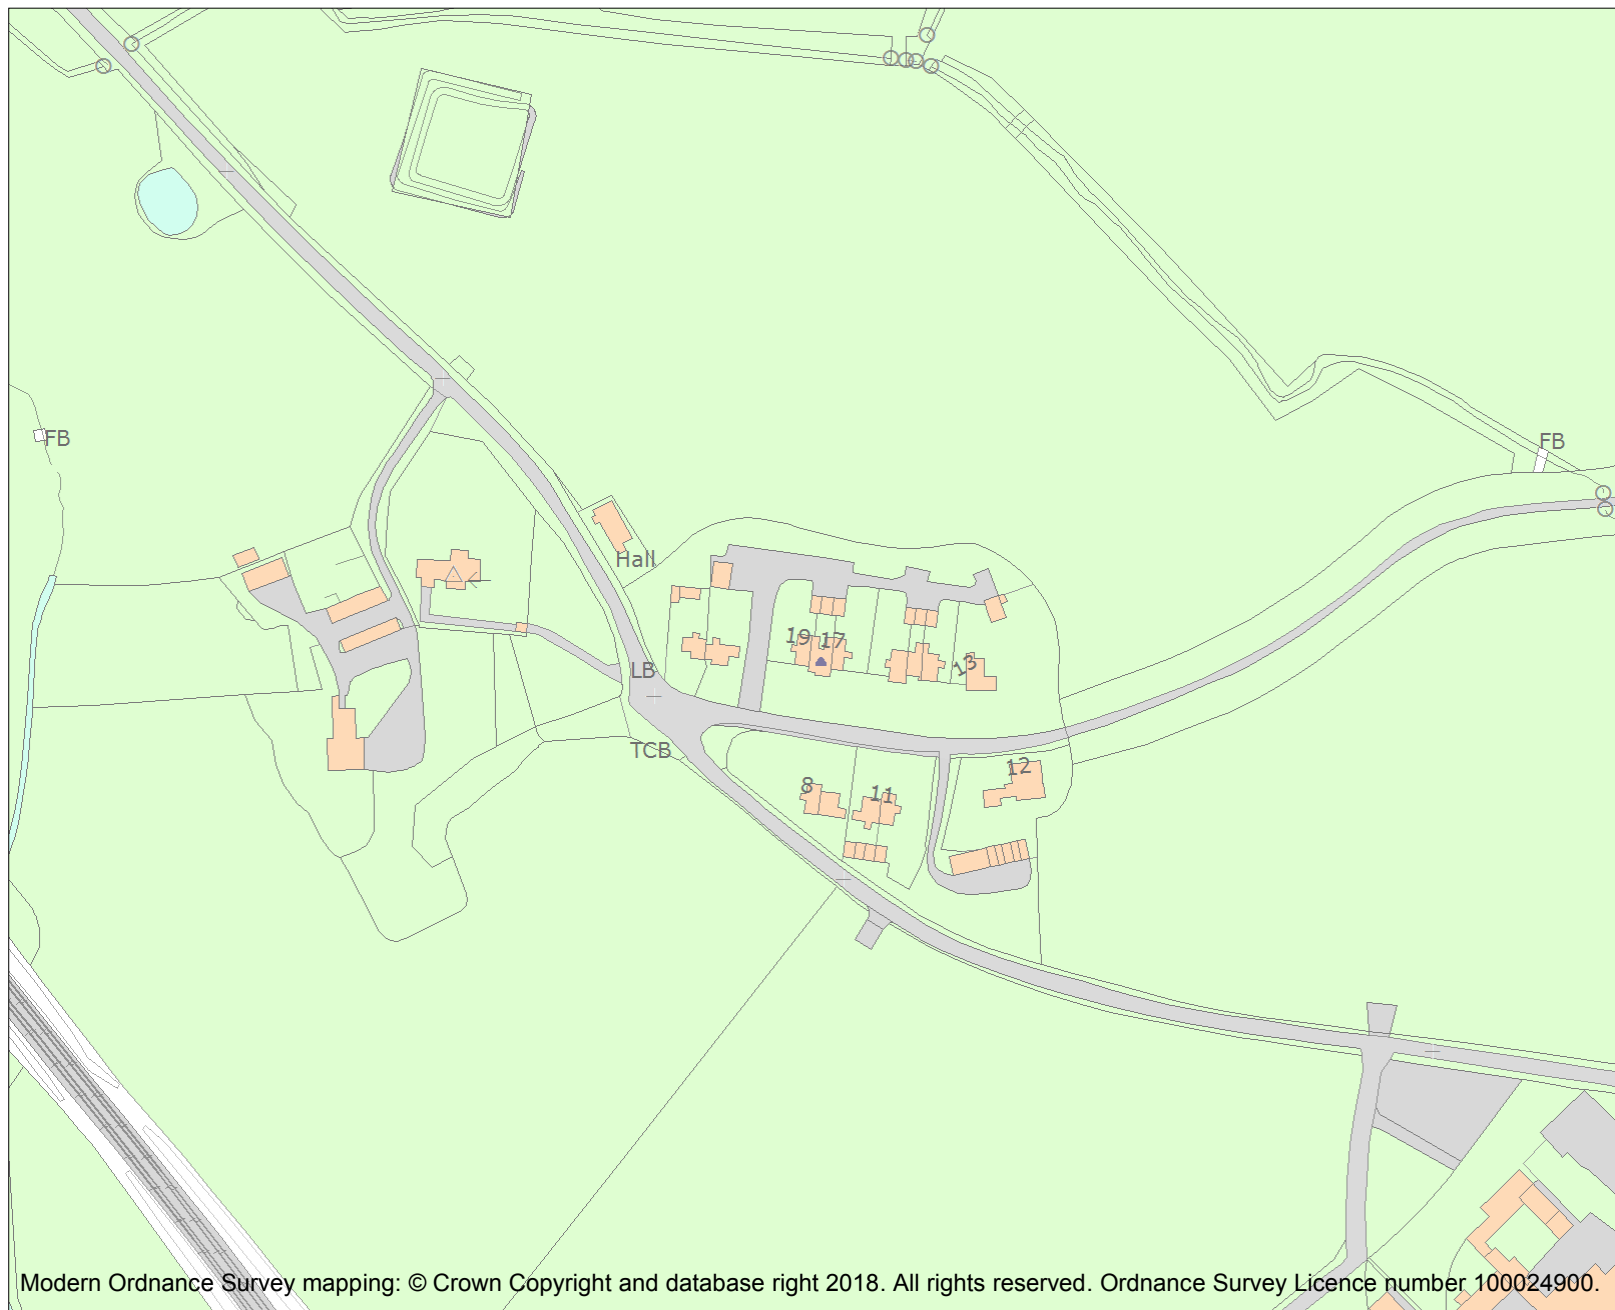 FB
FB
Hall
19 17
13
LB
TCB
12
8
11
Modern Ordnance Survey mapping: © Crown Copyright and database right 2018. All rights reserved. Ordnance Survey Licence number 100024900.